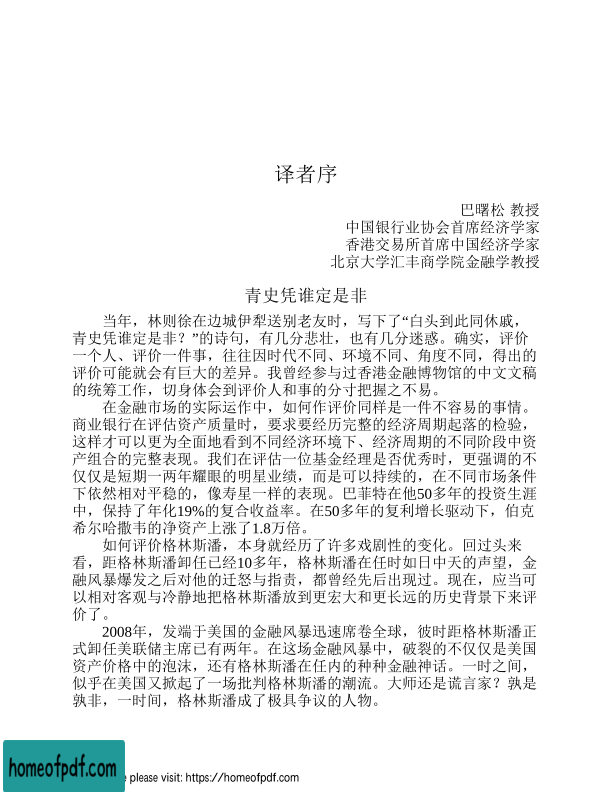 译者序
巴曙松 教授
中国银行业协会首席经济学家
香港交易所首席中国经济学家
北京大学汇丰商学院金融学教授
青史凭谁定是非
当年，林则徐在边城伊犁送别老友时，写下了“白头到此同休戚，
青史凭谁定是非？”的诗句，有几分悲壮，也有几分迷惑。确实，评价
一个人、评价一件事，往往因时代不同、环境不同、角度不同，得出的
评价可能就会有巨大的差异。我曾经参与过香港金融博物馆的中文文稿
的统筹工作，切身体会到评价人和事的分寸把握之不易。
在金融市场的实际运作中，如何作评价同样是一件不容易的事情。
商业银行在评估资产质量时，要求要经历完整的经济周期起落的检验，
这样才可以更为全面地看到不同经济环境下、经济周期的不同阶段中资
产组合的完整表现。我们在评估一位基金经理是否优秀时，更强调的不
仅仅是短期一两年耀眼的明星业绩，而是可以持续的，在不同市场条件
下依然相对平稳的，像寿星一样的表现。巴菲特在他50多年的投资生涯
中，保持了年化19%的复合收益率。在50多年的复利增长驱动下，伯克
希尔哈撒韦的净资产上涨了1.8万倍。
如何评价格林斯潘，本身就经历了许多戏剧性的变化。回过头来
看，距格林斯潘卸任已经10多年，格林斯潘在任时如日中天的声望，金
融风暴爆发之后对他的迁怒与指责，都曾经先后出现过。现在，应当可
以相对客观与冷静地把格林斯潘放到更宏大和更长远的历史背景下来评
价了。
2008年，发端于美国的金融风暴迅速席卷全球，彼时距格林斯潘正
式卸任美联储主席已有两年。在这场金融风暴中，破裂的不仅仅是美国
资产价格中的泡沫，还有格林斯潘在任内的种种金融神话。一时之间，
似乎在美国又掀起了一场批判格林斯潘的潮流。大师还是谎言家？孰是
孰非，一时间，格林斯潘成了极具争议的人物。
homeofpdf.com
e please visit: https://homeofpdf.com